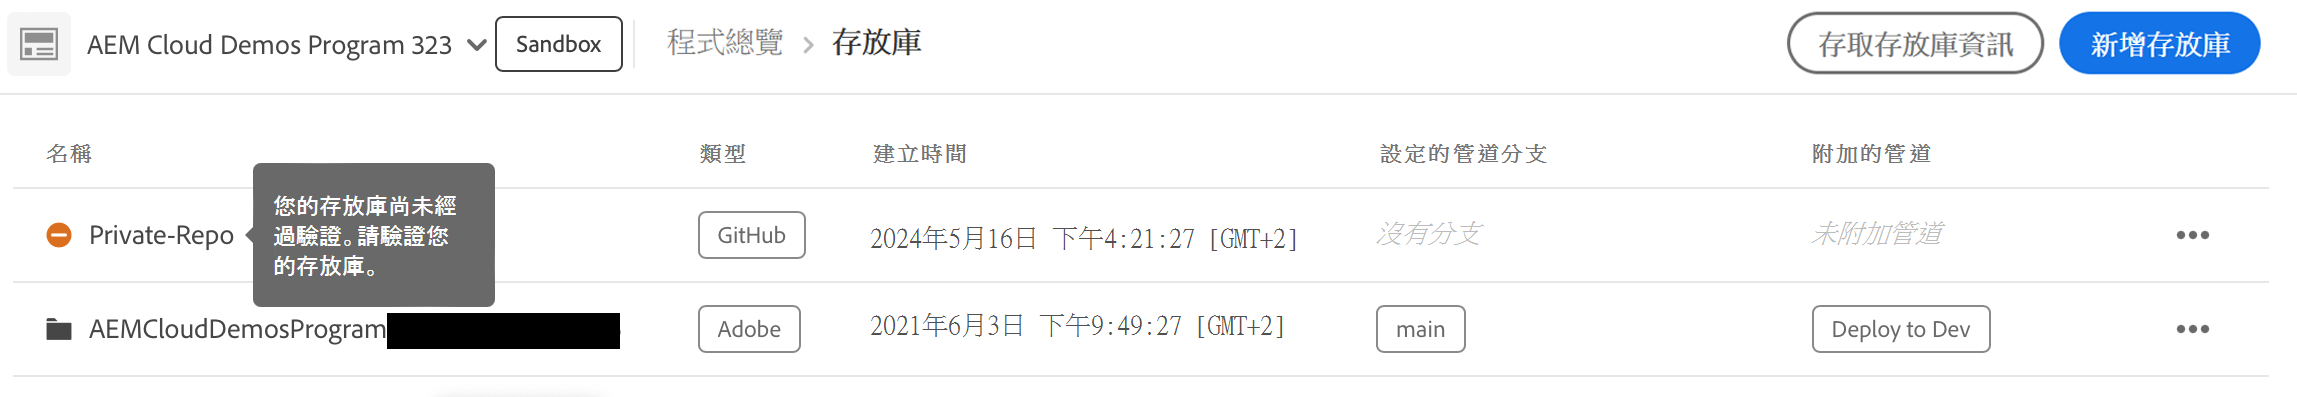 AEM Cloud Demos Program 323 Sandbox 程式總覽 > 存放庫 存取存放庫資訊 新增存放庫
名稱 類型 建立時間 設定的管道分支 附加的管道
您的存放庫尚未經
過驗證。請驗證您
的存放庫。
Private-Repo GitHub 2024年5月16日 下午4:21:27 [GMT+2] 沒有分支 未附加管道
AEMCloudDemosProgram Adobe 2021年6月3日 下午9:49:27 [GMT+2] main Deploy to Dev